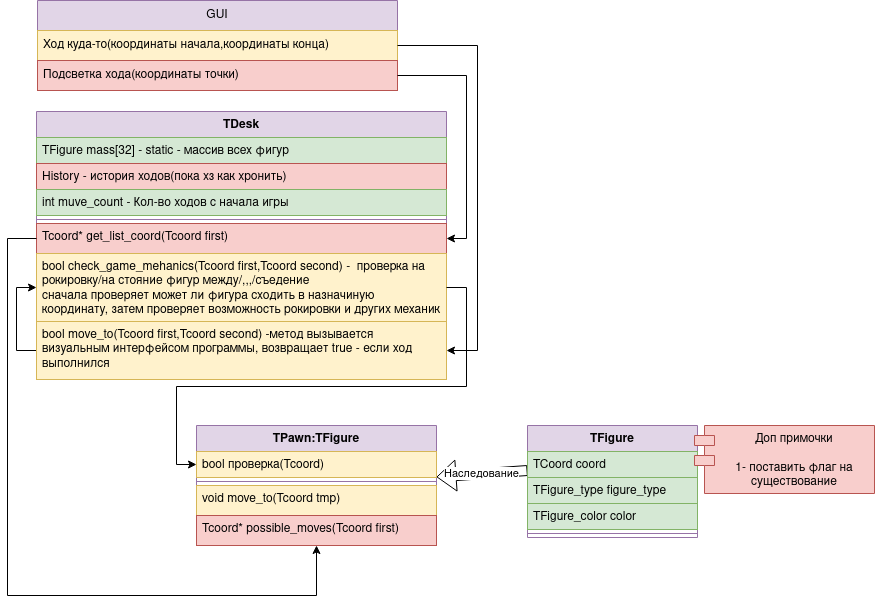 GUI
Ход куда-то(координаты начала,координаты конца)
Подсветка хода(координаты точки)
TDesk
TFigure mass[32] - static - массив всех фигур
History - история ходов(пока хз как хронить)
int muve_count - Кол-во ходов с начала игры
Tcoord* get_list_coord(Tcoord first)
bool check_game_mehanics(Tcoord first,Tcoord second) - проверка на
рокировку/на стояние фигур между/,,,/съедение
сначала проверяет может ли фигура сходить в назначиную
координату, затем проверяет возможность рокировки и других механик
bool move_to(Tcoord first,Tcoord second) -метод вызывается
визуальным интерфейсом программы, возвращает true - если ход
выполнился
TPawn:TFigure
bool проверка(Tcoord)
void move_to(Tcoord tmp)
Tcoord* possible_moves(Tcoord first)
Наследование
TFigure
TCoord coord
TFigure_type figure_type
TFigure_color color
Доп примочки
1- поставить флаг на
существование